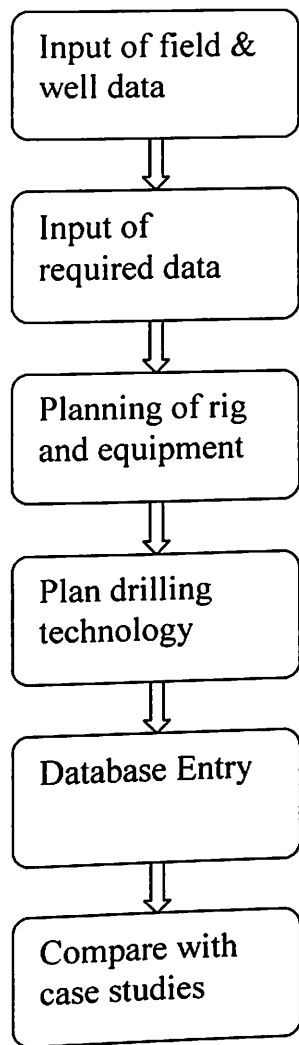 Input of field &
well data
Input of
required data
Planning of rig
and equipment
Plan drilling
technology
Database Entry
Compare with
case studies